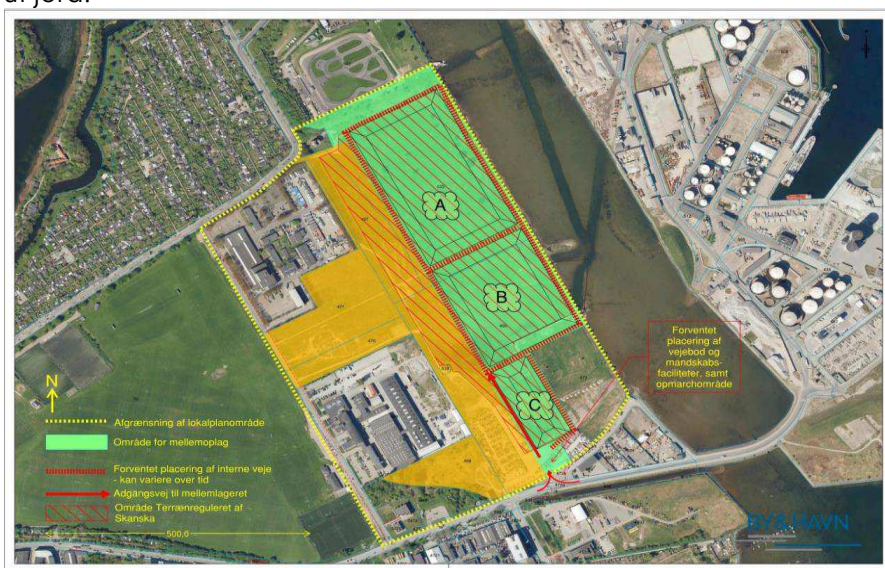 af jord.
A
B
C
Forventet
placering af
vejebod og
mandskabs-
faciliteter, samt
opmarchområde
N
Afgrænsning af lokalplanområde
Område for mellemoplag
Forventet placering af interne veje
- kan variere over tid
Adgangsvej til mellemlageret
Område Terrænreguleret af
Skanska
500.0
BY&HAVN